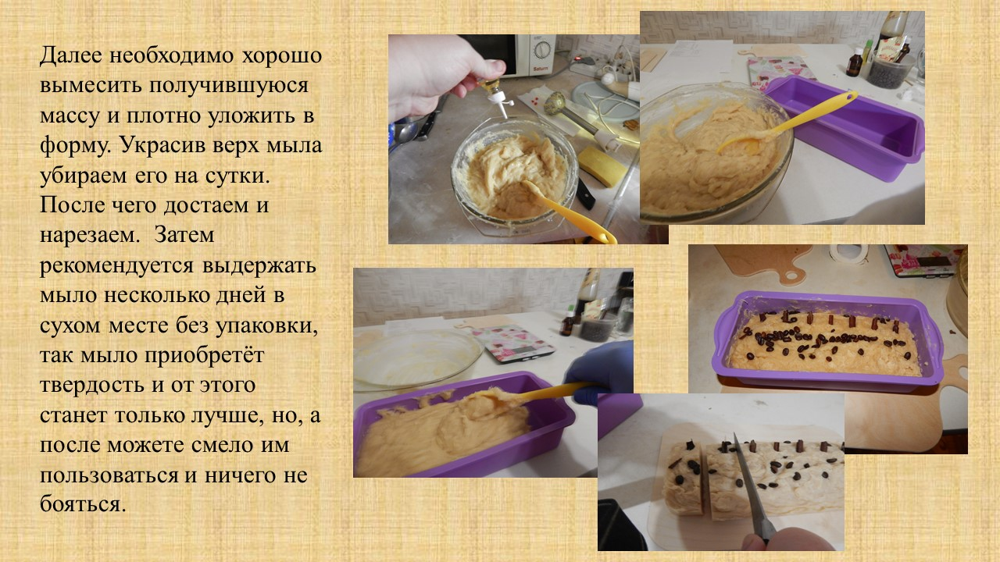 Далее необходимо хорошо
вымесить получившуюся
массу и плотно уложить в
форму. Украсив верх мыла
убираем его на сутки.
После чего достаем и
нарезаем.  Затем
рекомендуется выдержать
мыло несколько дней в
сухом месте без упаковки,
так мыло приобретёт
твердость и от этого
станет только лучше, но, а
после можете смело им
пользоваться и ничего не
бояться.
Saturn